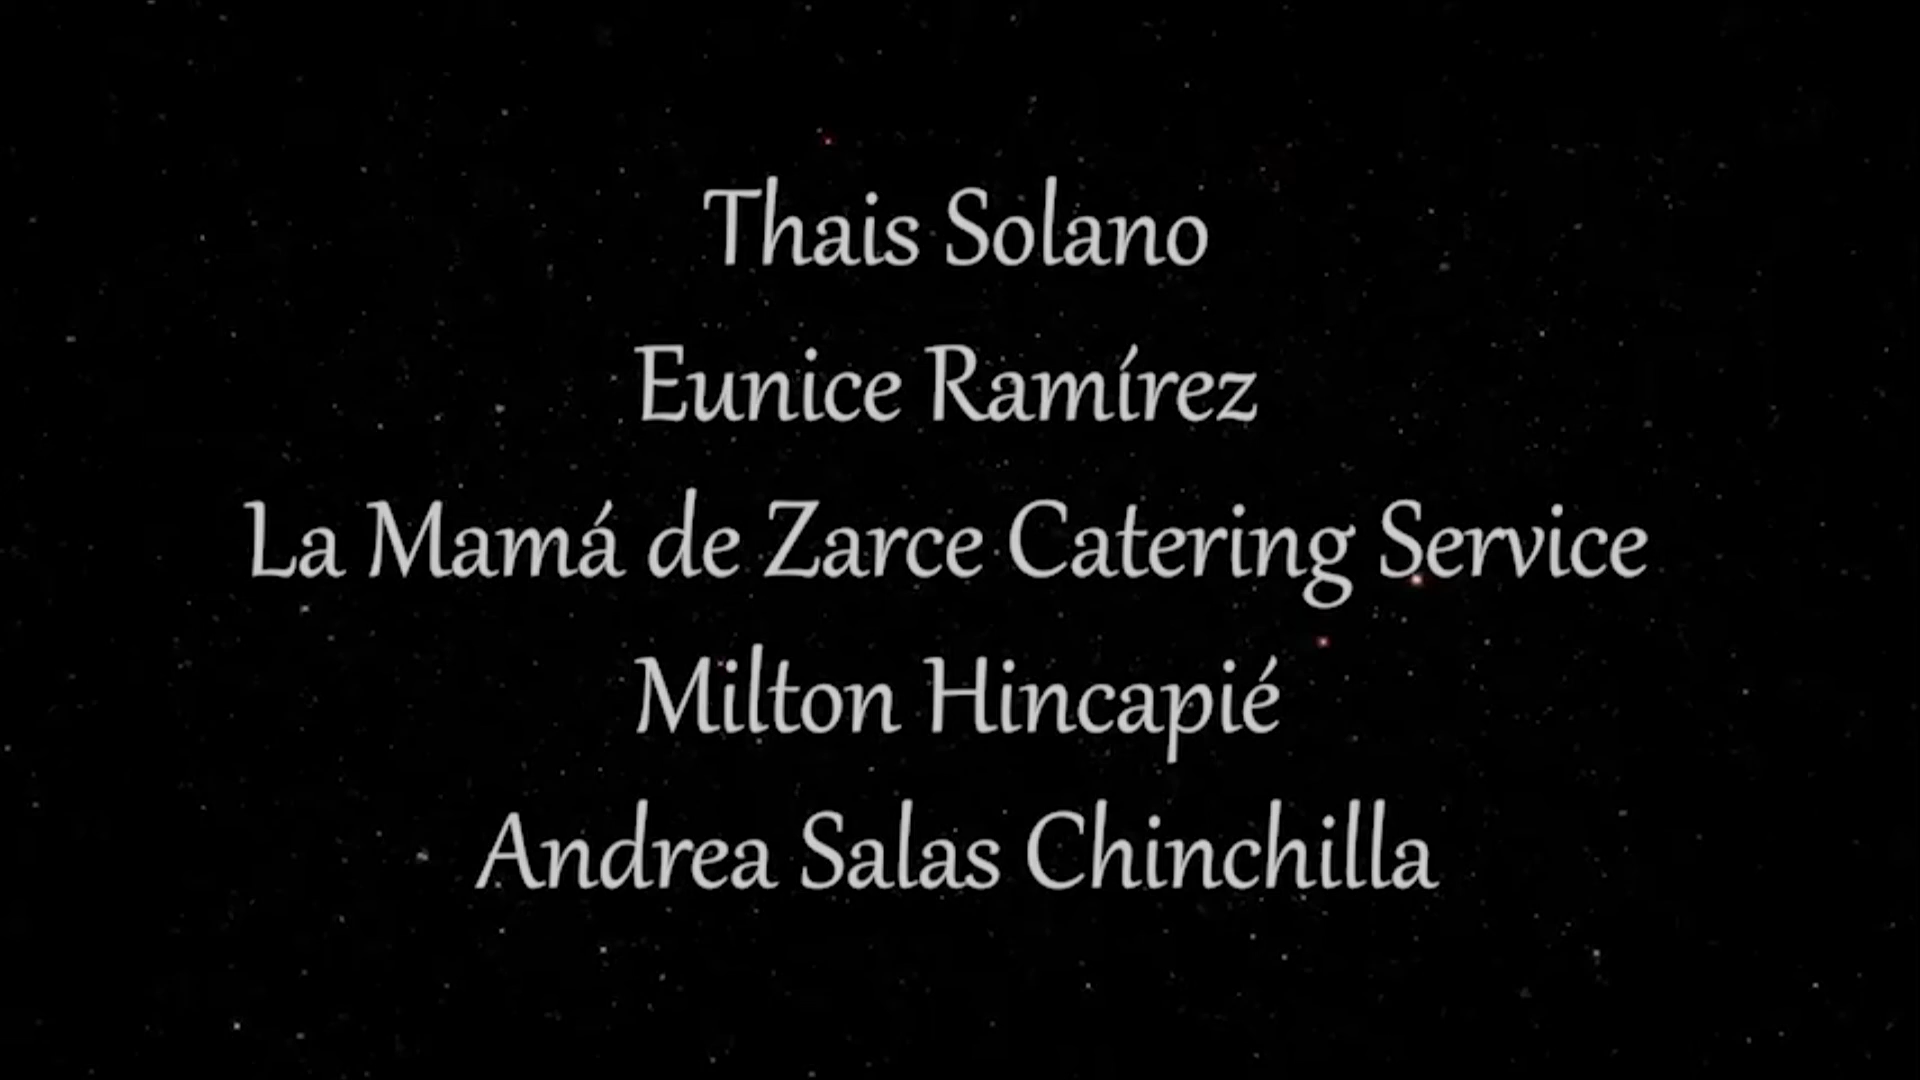 Thais Solano
Eunice Ramírez
La Mamá de Zarce Catering Service
Milton Hincapié
Andrea Salas Chinchilla